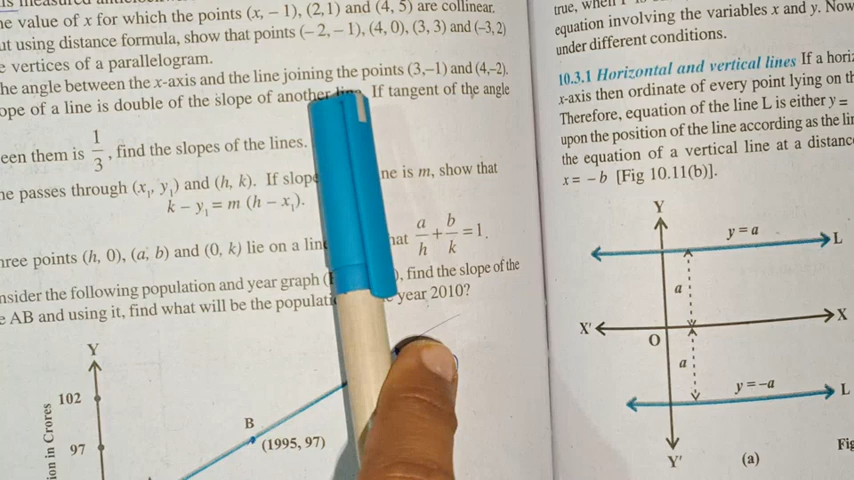 ne value of x for which the points (x, – 1), (2,1) and (4, 5) are collinear.
ut using distance formula, show that points (– 2, – 1), (4, 0), (3, 3) and (–3, 2)
e vertices of a parallelogram.
he angle between the x-axis and the line joining the points (3,–1) and (4,–2).
ope of a line is double of the slope of another line. If tangent of the angle
een them is 1/3, find the slopes of the lines.
ne passes through (x₁, y₁) and (h, k). If slope ne is m, show that
k – y₁ = m (h – x₁).
hree points (h, 0), (a, b) and (0, k) lie on a line hat a/h + b/k = 1.
nsider the following population and year graph ( ), find the slope of the
e AB and using it, find what will be the populati year 2010?
Y
102
97
ion in Crores
B
(1995, 97)
true, when
equation involving the variables x and y. Now
under different conditions.
10.3.1 Horizontal and vertical lines If a hori
x-axis then ordinate of every point lying on th
Therefore, equation of the line L is either y =
upon the position of the line according as the lin
the equation of a vertical line at a distance
x = – b [Fig 10.11(b)].
Y
y = a
L
a
X'
O
X
a
y = –a
L
Y'
(a)
Fig